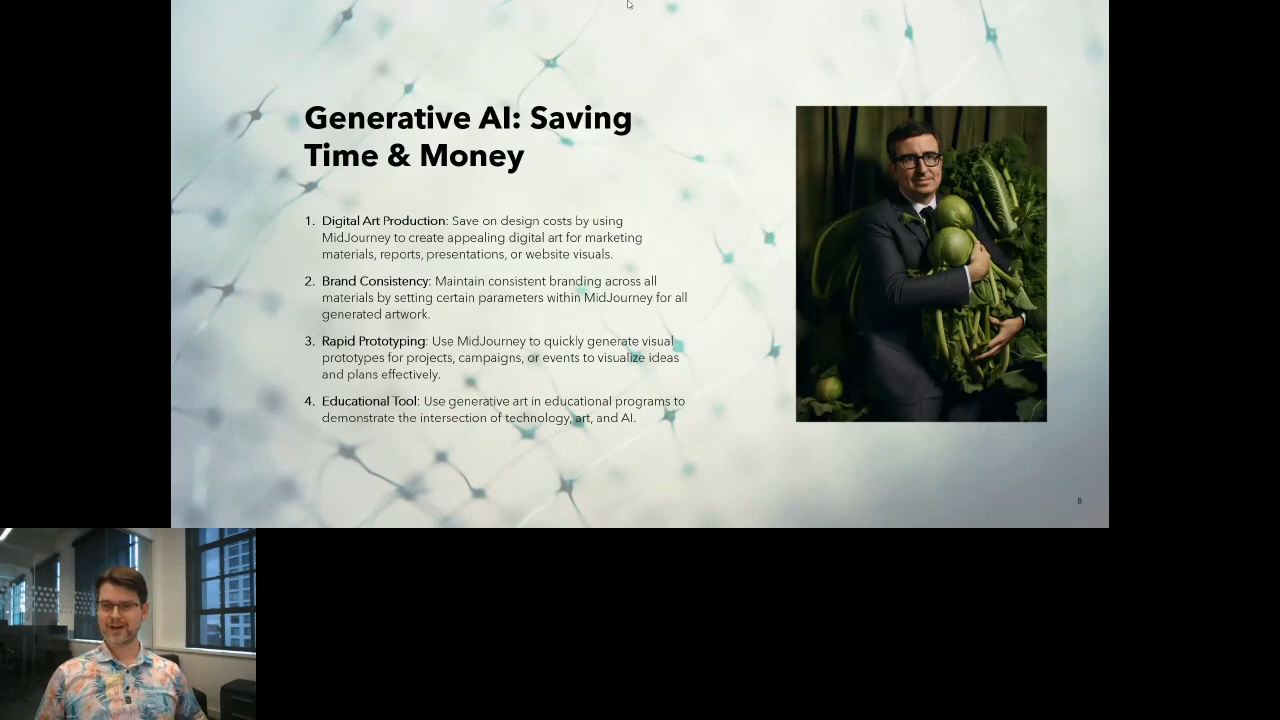 Generative AI: Saving
Time & Money
1. Digital Art Production: Save on design costs by using
MidJourney to create appealing digital art for marketing
materials, reports, presentations, or website visuals.
2. Brand Consistency: Maintain consistent branding across all
materials by setting certain parameters within MidJourney for all
generated artwork.
3. Rapid Prototyping: Use MidJourney to quickly generate visual
prototypes for projects, campaigns, or events to visualize ideas
and plans effectively.
4. Educational Tool: Use generative art in educational programs to
demonstrate the intersection of technology, art, and AI.
8